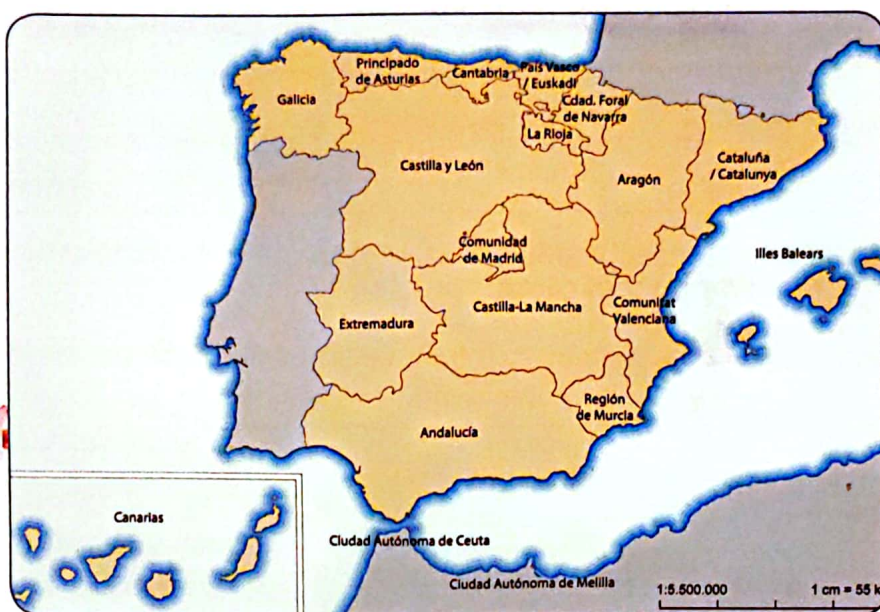 Principado
de Asturias
Cantabria
País Vasco
/ Euskadi
Galicia
Cdad. Foral
de Navarra
La Rioja
Castilla y León
Aragón
Cataluña
/ Catalunya
Comunidad
de Madrid
Illes Balears
Castilla-La Mancha
Comunitat
Valenciana
Extremadura
Región
de Murcia
Andalucía
Canarias
Ciudad Autónoma de Ceuta
Ciudad Autónoma de Melilla
1:5.500.000
1 cm = 55 k